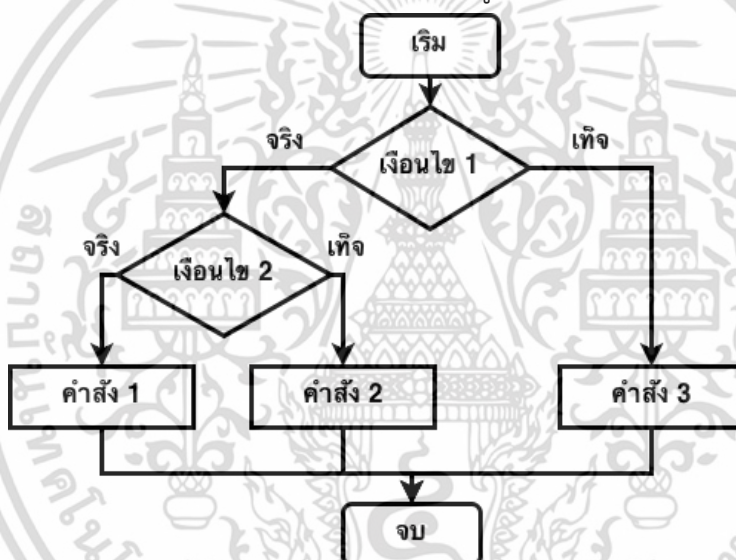 เริ่ม
จริง
เงื่อนไข 1
เท็จ
จริง
เงื่อนไข 2
เท็จ
คำสั่ง 1
คำสั่ง 2
คำสั่ง 3
จบ